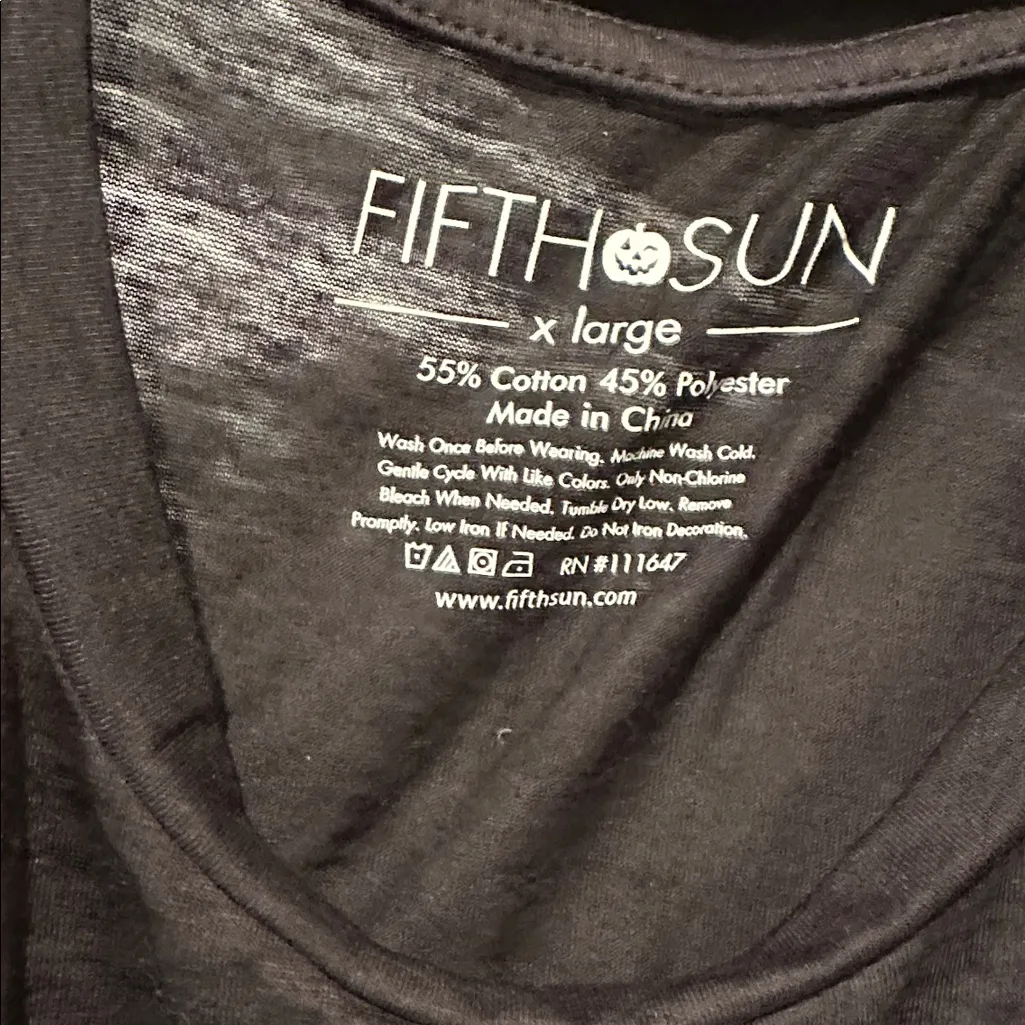 FIFTH SUN
x large
55% Cotton 45% Polyester
Made in China
Wash Once Before Wearing. Machine Wash Cold.
Gentle Cycle With Like Colors. Only Non-Chlorine
Bleach When Needed. Tumble Dry Low. Remove
Promptly. Low Iron If Needed. Do Not Iron Decoration.
RN #111647
www.fifthsun.com